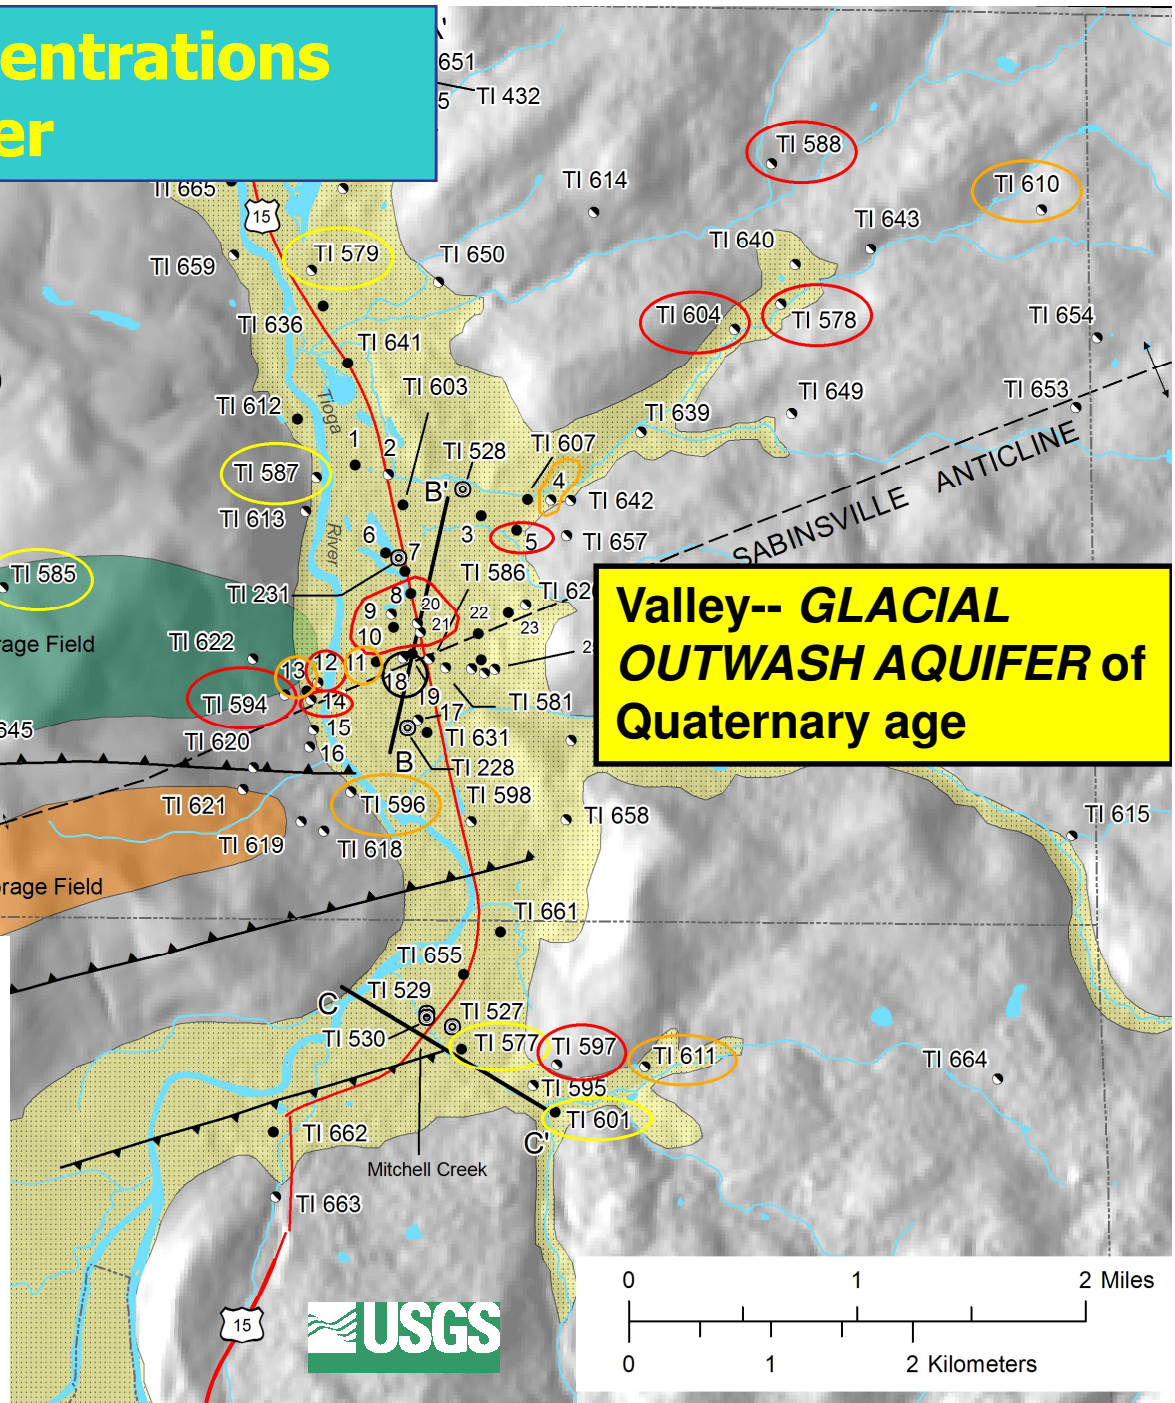 entrations
er
651
5
TI 432
TI 588
TI 614
TI 610
TI 665
15
TI 643
TI 640
TI 579
TI 650
TI 659
TI 604
TI 578
TI 654
TI 636
TI 641
TI 603
TI 649
TI 653
TI 612
Tioga
TI 639
1
2
TI 528
TI 607
ANTICLINE
TI 587
4
B'
TI 642
SABINSVILLE
TI 613
3
River
6
7
5
TI 657
TI 585
TI 586
TI 231
8
20
22
9
21
23
10
rage Field
TI 622
12
11
13
18
19
TI 594
14
TI 581
17
645
TI 620
15
TI 631
16
B
TI 228
TI 621
TI 596
TI 598
TI 658
TI 615
TI 619
TI 618
orage Field
TI 661
TI 655
C
TI 529
TI 527
TI 530
TI 577
TI 597
TI 611
TI 664
TI 595
TI 601
TI 662
C'
Mitchell Creek
TI 663
15
Valley-- GLACIAL
OUTWASH AQUIFER of
Quaternary age
0 1 2 Miles
0 1 2 Kilometers
USGS